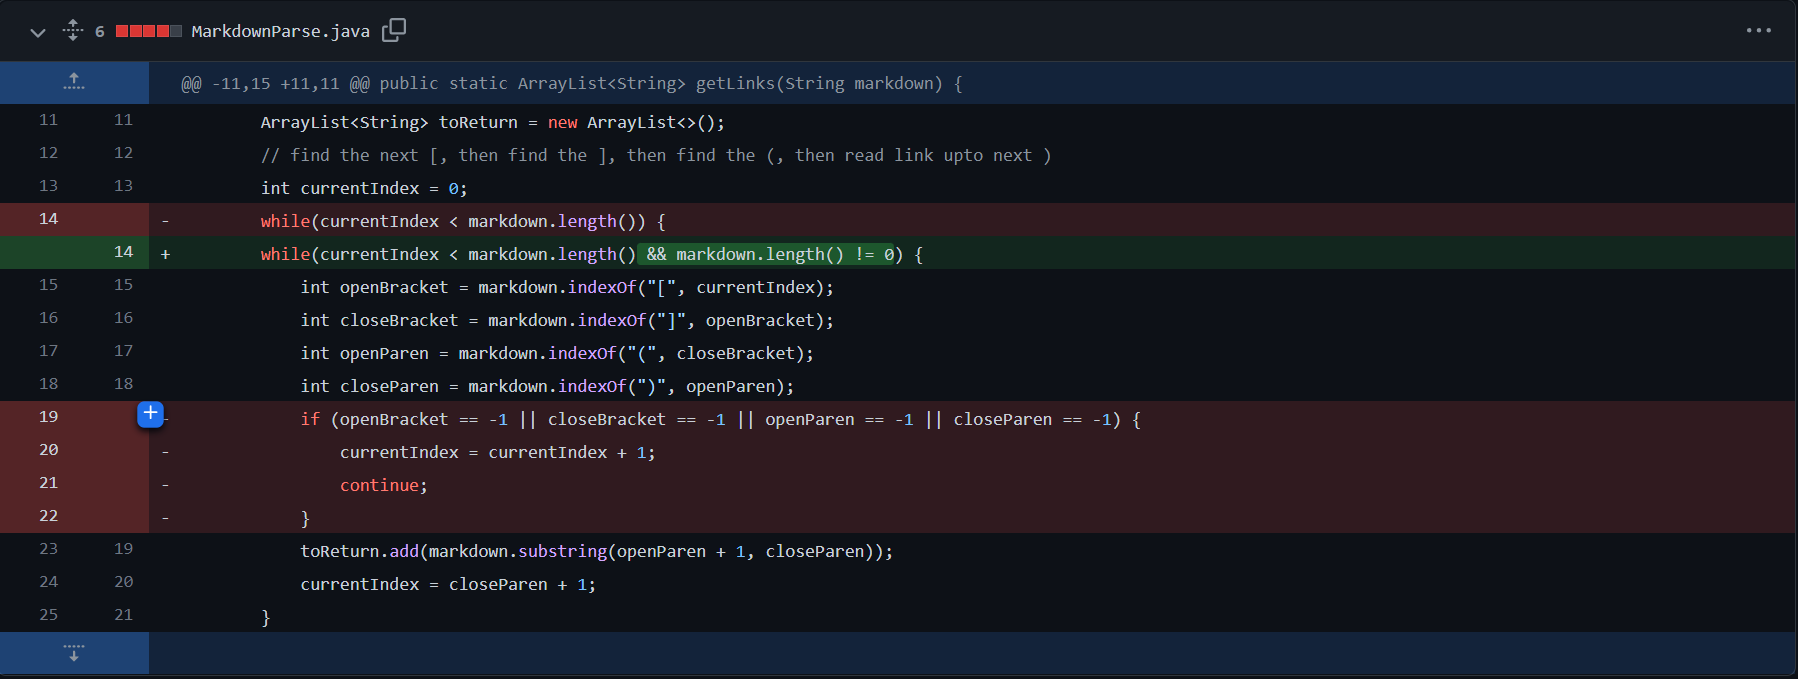 6 MarkdownParse.java
@@ -11,15 +11,11 @@ public static ArrayList<String> getLinks(String markdown) {
11 11 ArrayList<String> toReturn = new ArrayList<>();
12 12 // find the next [, then find the ], then find the (, then read link upto next )
13 13 int currentIndex = 0;
14 - while(currentIndex < markdown.length()) {
14 + while(currentIndex < markdown.length() && markdown.length() != 0) {
15 15 int openBracket = markdown.indexOf("[", currentIndex);
16 16 int closeBracket = markdown.indexOf("]", openBracket);
17 17 int openParen = markdown.indexOf("(", closeBracket);
18 18 int closeParen = markdown.indexOf(")", openParen);
19 - if (openBracket == -1 || closeBracket == -1 || openParen == -1 || closeParen == -1) {
20 - currentIndex = currentIndex + 1;
21 - continue;
22 - }
23 19 toReturn.add(markdown.substring(openParen + 1, closeParen));
24 20 currentIndex = closeParen + 1;
25 21 }